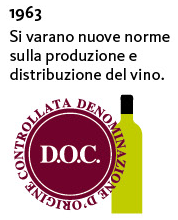 1963
Si varano nuove norme
sulla produzione e
distribuzione del vino.
DENOMINAZIONE D'ORIGINE CONTROLLATA
D.O.C.